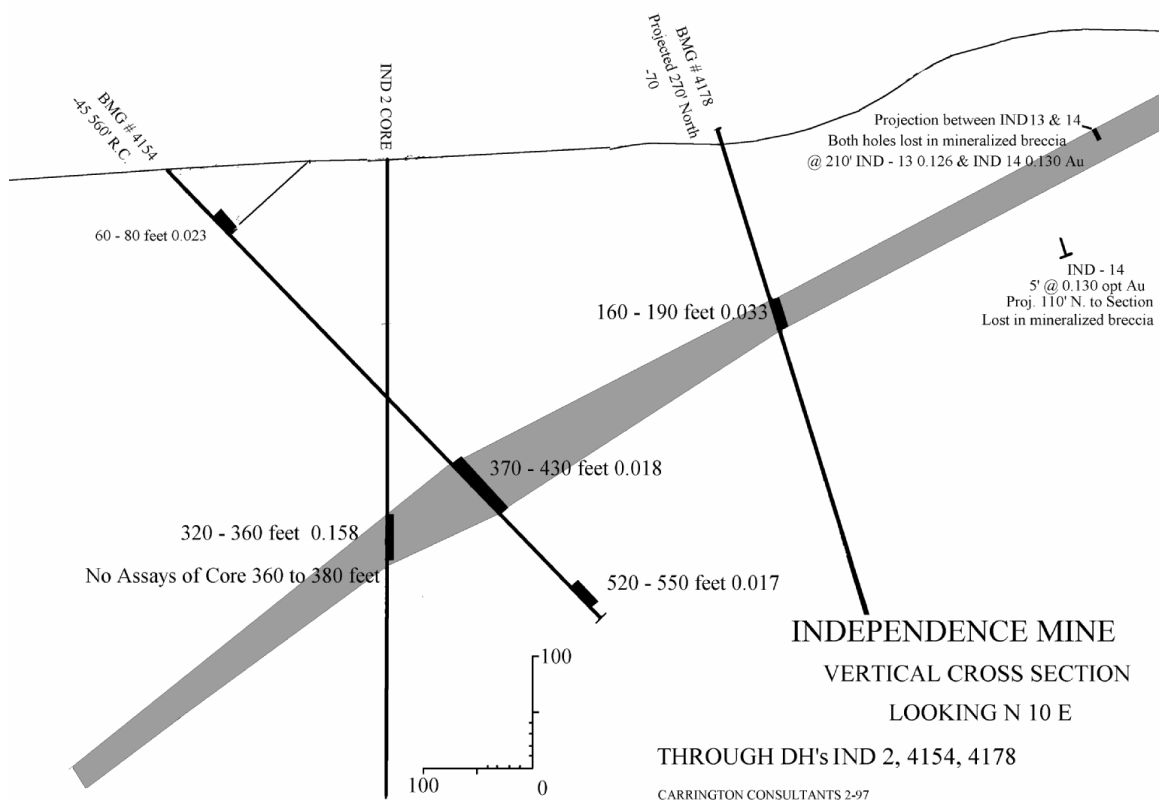 BMG # 4154
-45 560' R.C.
IND 2 CORE
BMG # 4178
Projected 270' North
-70
Projection between IND 13 & 14
Both holes lost in mineralized breccia
@ 210' IND - 13 0.126 & IND 14 0.130 Au
60 - 80 feet 0.023
IND - 14
5' @ 0.130 opt Au
Proj. 110' N. to Section
Lost in mineralized breccia
160 - 190 feet 0.033
370 - 430 feet 0.018
320 - 360 feet 0.158
No Assays of Core 360 to 380 feet
520 - 550 feet 0.017
100
100
0
INDEPENDENCE MINE
VERTICAL CROSS SECTION
LOOKING N 10 E
THROUGH DH's IND 2, 4154, 4178
CARRINGTON CONSULTANTS 2-97